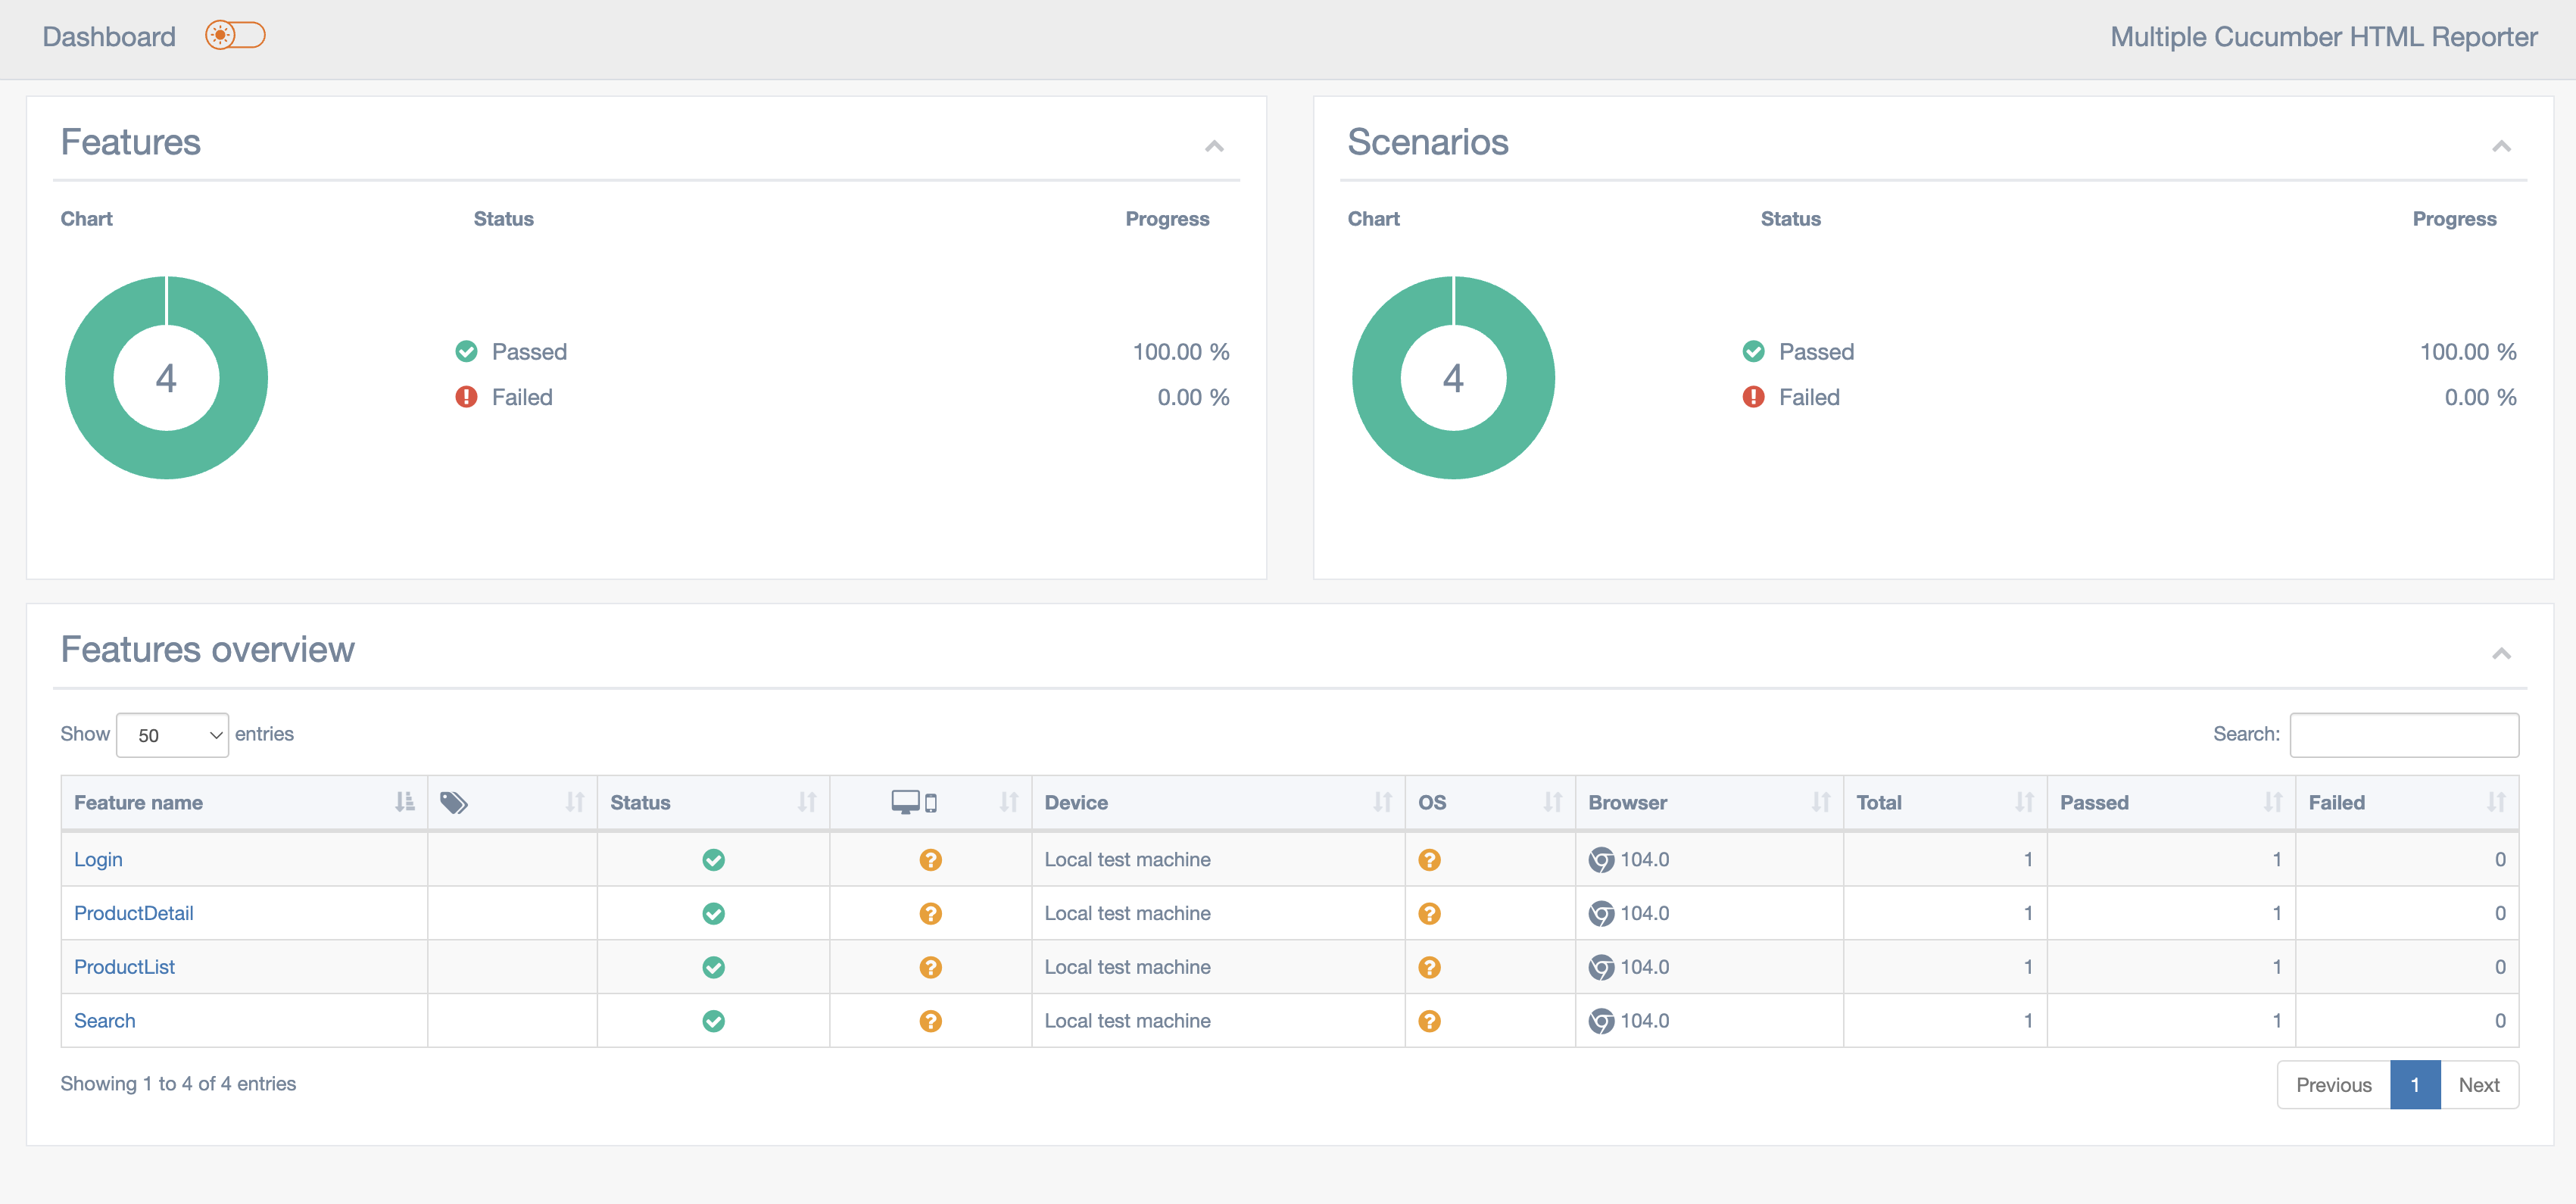 Dashboard
Multiple Cucumber HTML Reporter
Features
Chart Status Progress
4
Passed 100.00 %
Failed 0.00 %
Scenarios
Chart Status Progress
4
Passed 100.00 %
Failed 0.00 %
Features overview
Show 50 entries
Search:
Feature name Status Device OS Browser Total Passed Failed
Login Local test machine 104.0 1 1 0
ProductDetail Local test machine 104.0 1 1 0
ProductList Local test machine 104.0 1 1 0
Search Local test machine 104.0 1 1 0
Showing 1 to 4 of 4 entries
Previous 1 Next